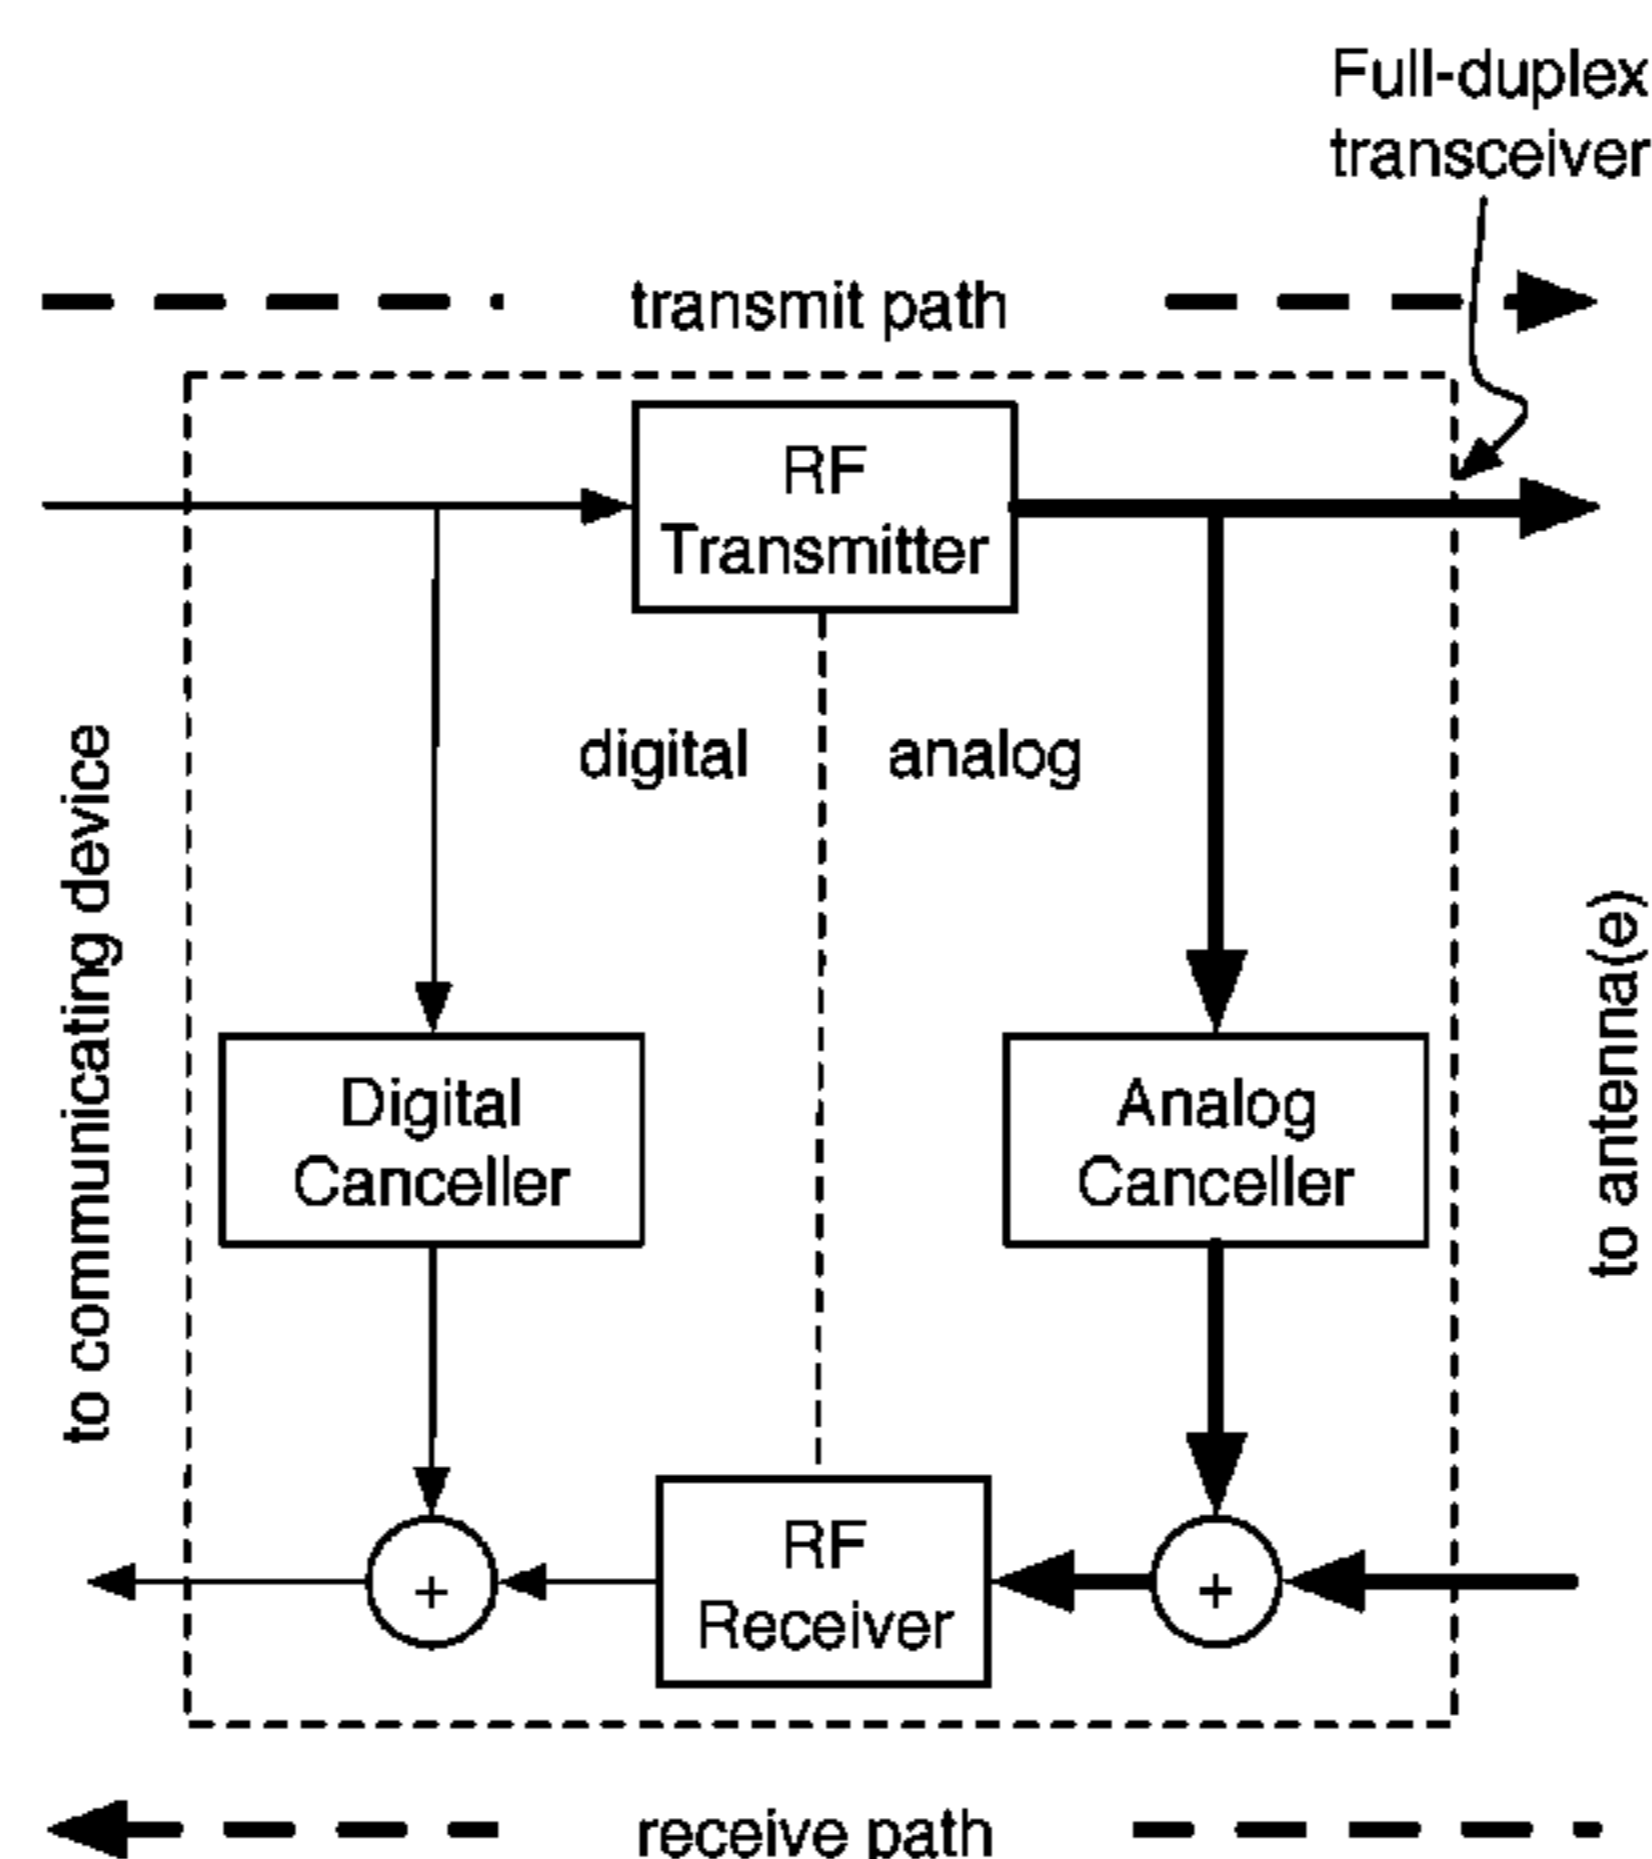 Full-duplex
transceiver
transmit path
RF
Transmitter
digital
analog
to communicating device
to antenna(e)
Digital
Canceller
Analog
Canceller
+
RF
Receiver
+
receive path